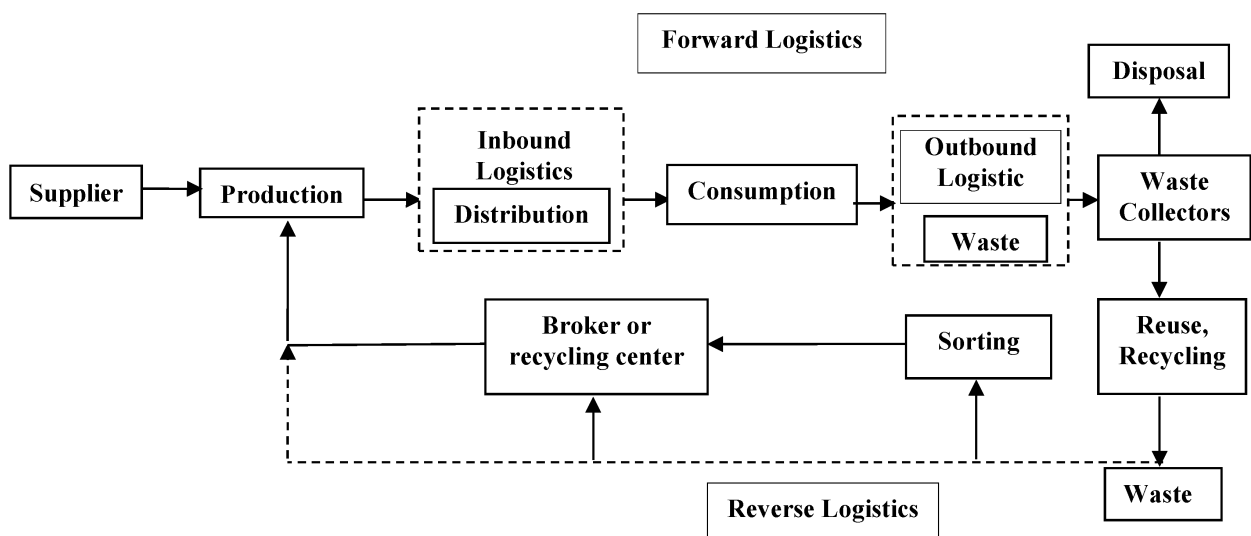 Forward Logistics
Disposal
Inbound
Logistics
Distribution
Outbound
Logistic
Waste
Supplier
Production
Consumption
Waste
Collectors
Broker or
recycling center
Sorting
Reuse,
Recycling
Reverse Logistics
Waste